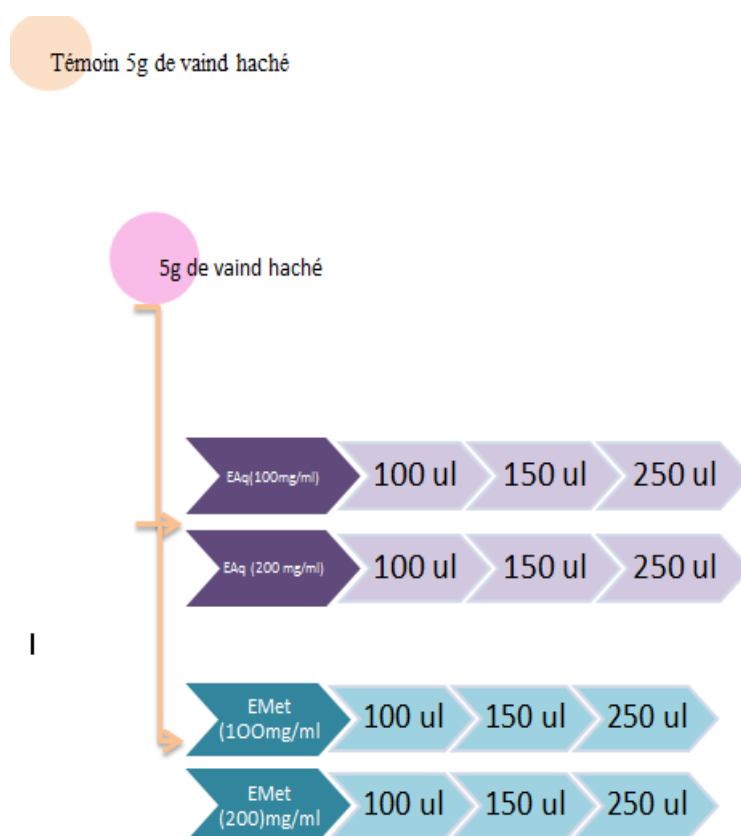 Témoin 5g de vaind haché
5g de vaind haché
EAq(100mg/ml) 100 ul 150 ul 250 ul
EAq (200 mg/ml) 100 ul 150 ul 250 ul
I
EMet
(1OOmg/ml 100 ul 150 ul 250 ul
EMet
(200)mg/ml 100 ul 150 ul 250 ul